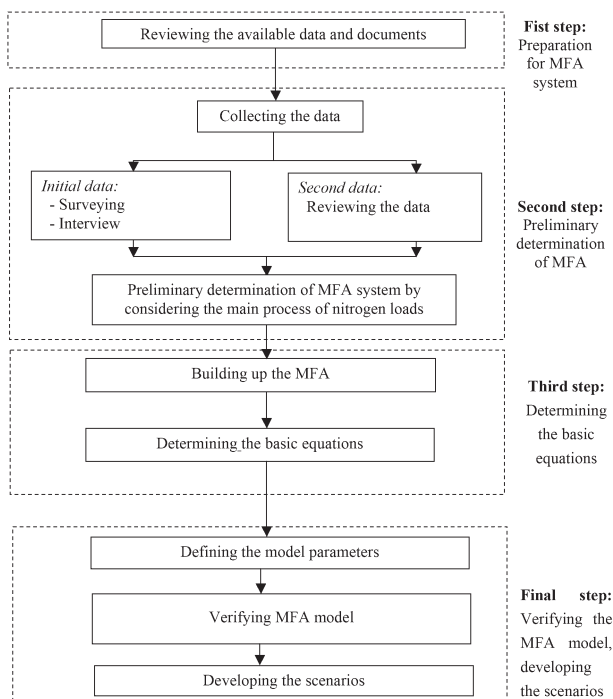 Reviewing the available data and documents
Fist step:
Preparation
for MFA
system
Collecting the data
Initial data:
- Surveying
- Interview
Second data:
Reviewing the data
Preliminary determination of MFA system by
considering the main process of nitrogen loads
Second step:
Preliminary
determination
of MFA
Building up the MFA
Determining the basic equations
Third step:
Determining
the basic
equations
Defining the model parameters
Verifying MFA model
Developing the scenarios
Final step:
Verifying the
MFA model,
developing
the scenarios